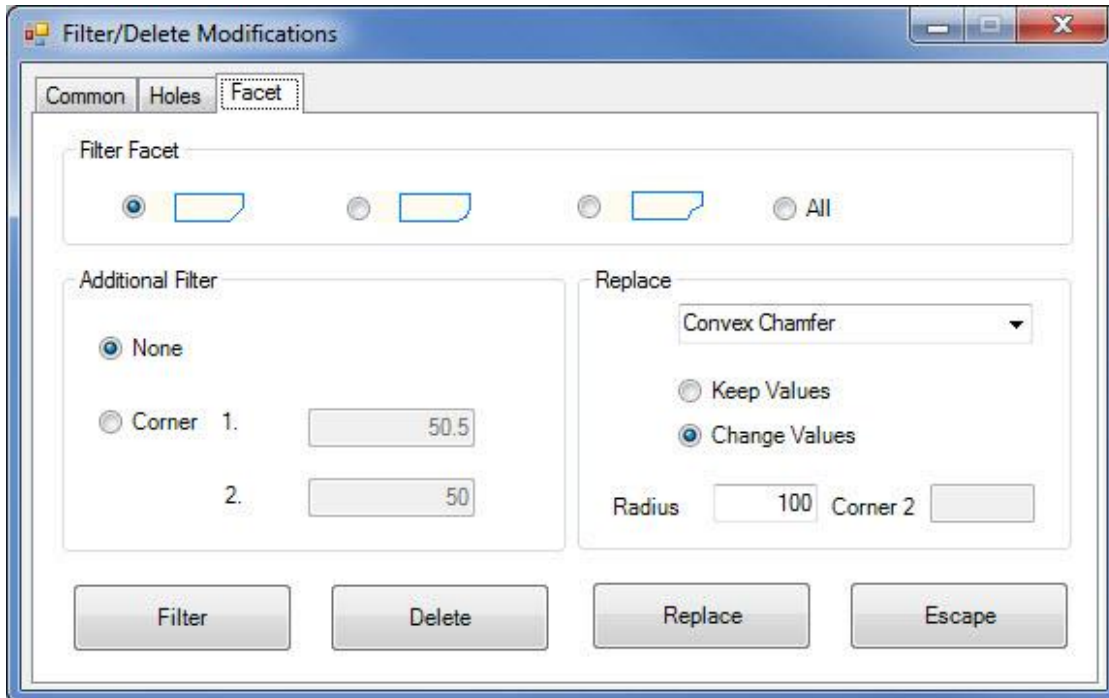 Filter/Delete Modifications
Common Holes Facet
Filter Facet
All
Additional Filter
None
Corner 1. 50.5
2. 50
Replace
Convex Chamfer
Keep Values
Change Values
Radius 100 Corner 2
Filter Delete Replace Escape